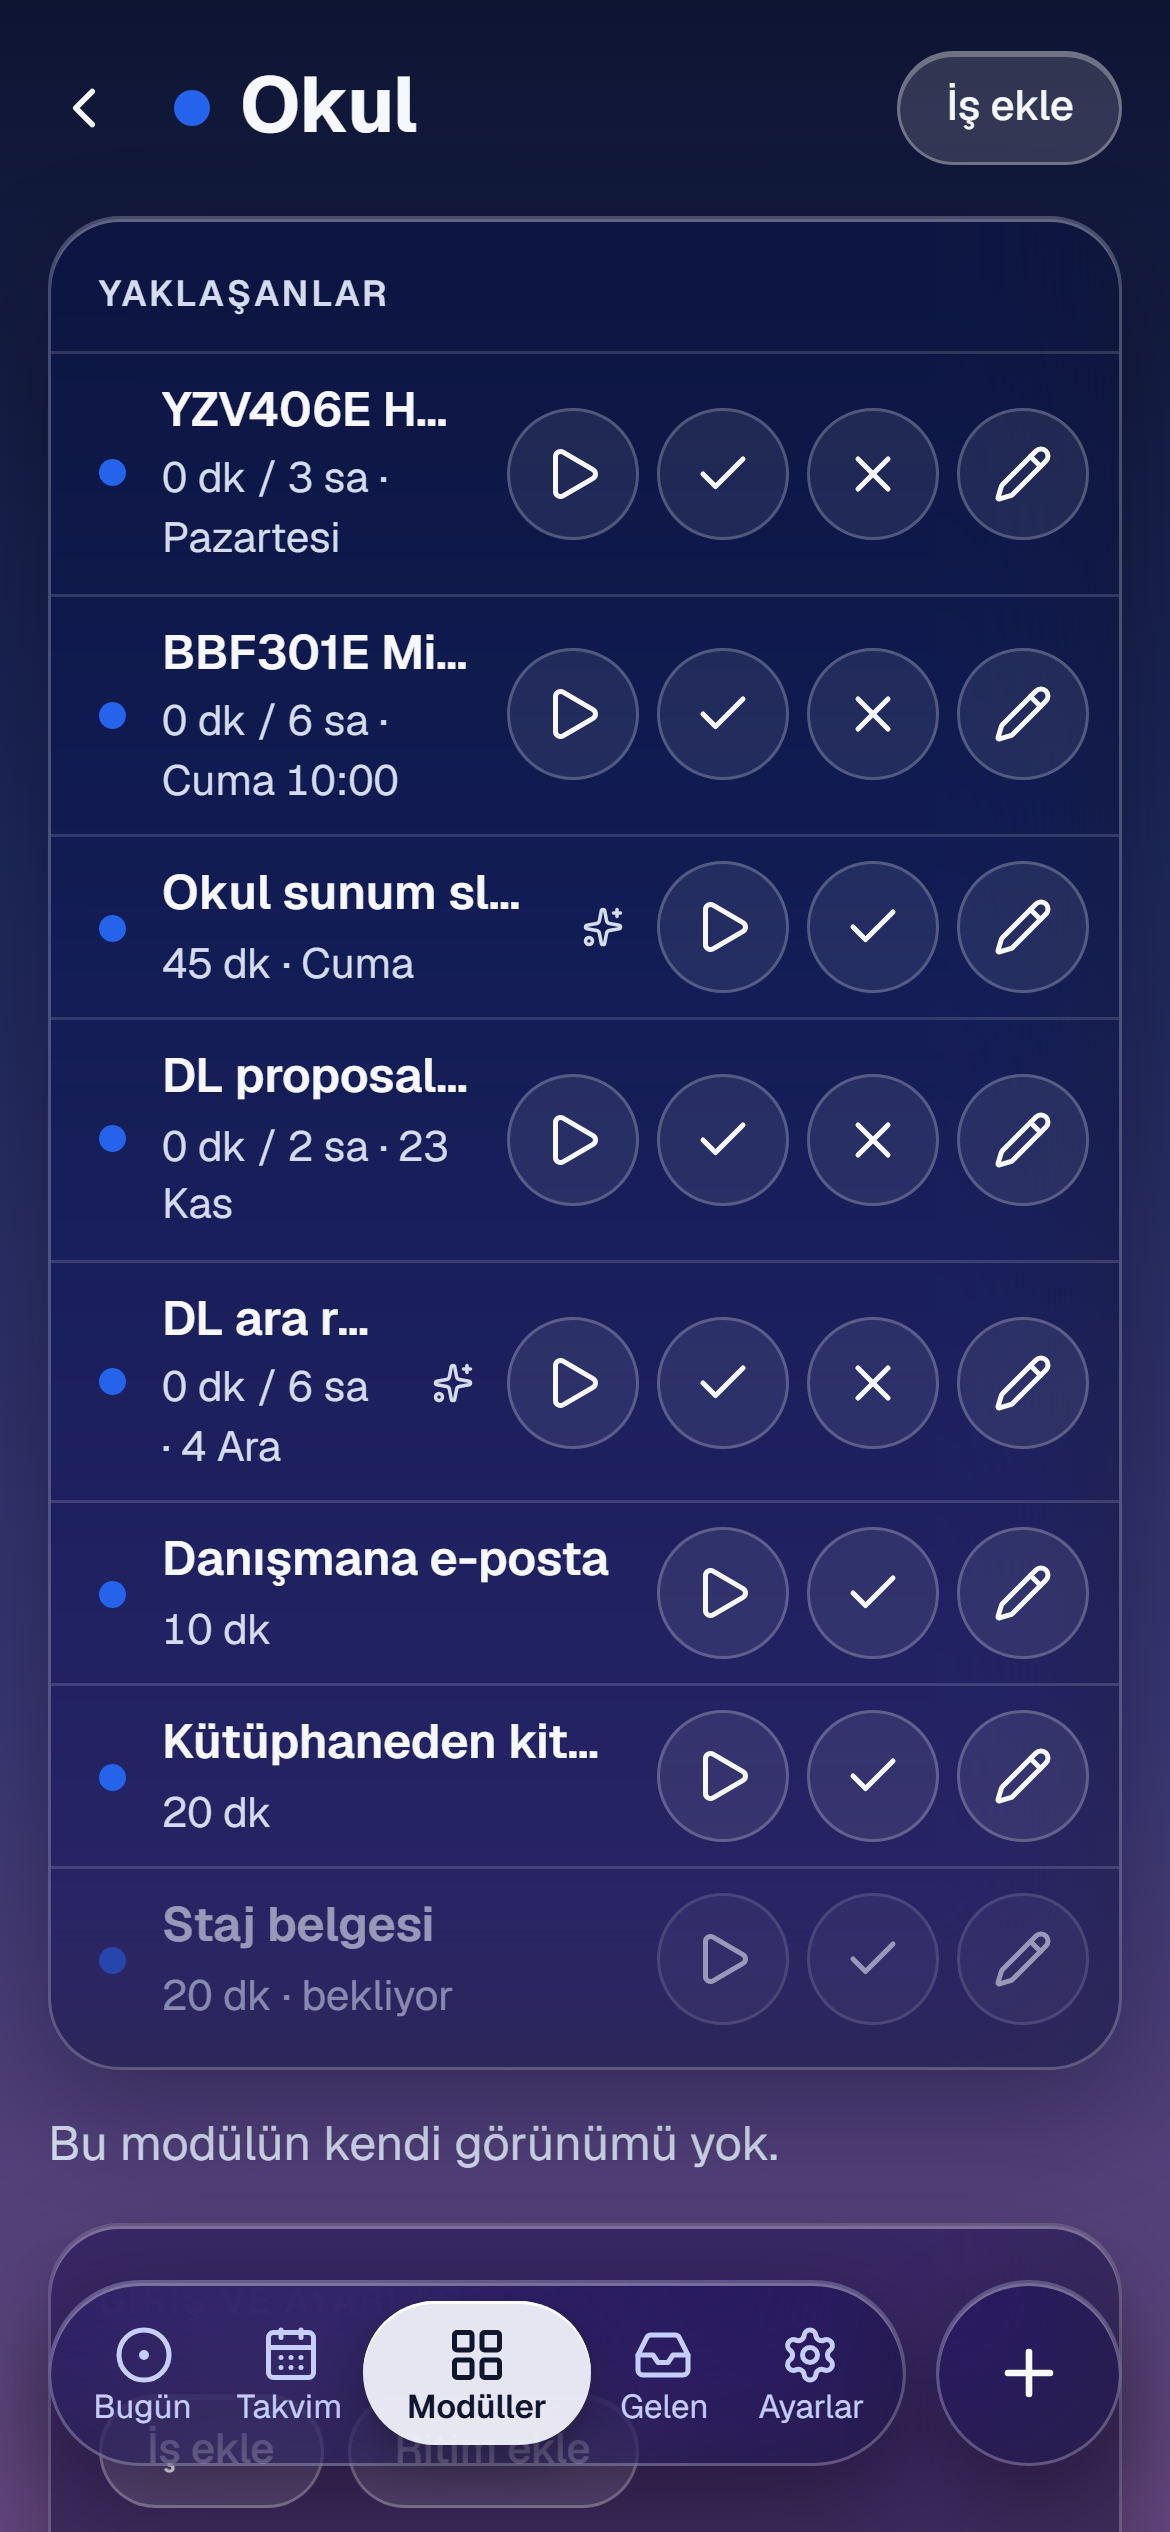 Okul
İş ekle
YAKLAŞANLAR
YZV406E H...
0 dk / 3 sa ·
Pazartesi
BBF301E Mi...
0 dk / 6 sa ·
Cuma 10:00
Okul sunum sl...
45 dk · Cuma
DL proposal...
0 dk / 2 sa · 23
Kas
DL ara r...
0 dk / 6 sa
· 4 Ara
Danışmana e-posta
10 dk
Kütüphaneden kit...
20 dk
Staj belgesi
20 dk · bekliyor
Bu modülün kendi görünümü yok.
Bugün
Takvim
Modüller
Gelen
Ayarlar
İş ekle
Ritim ekle